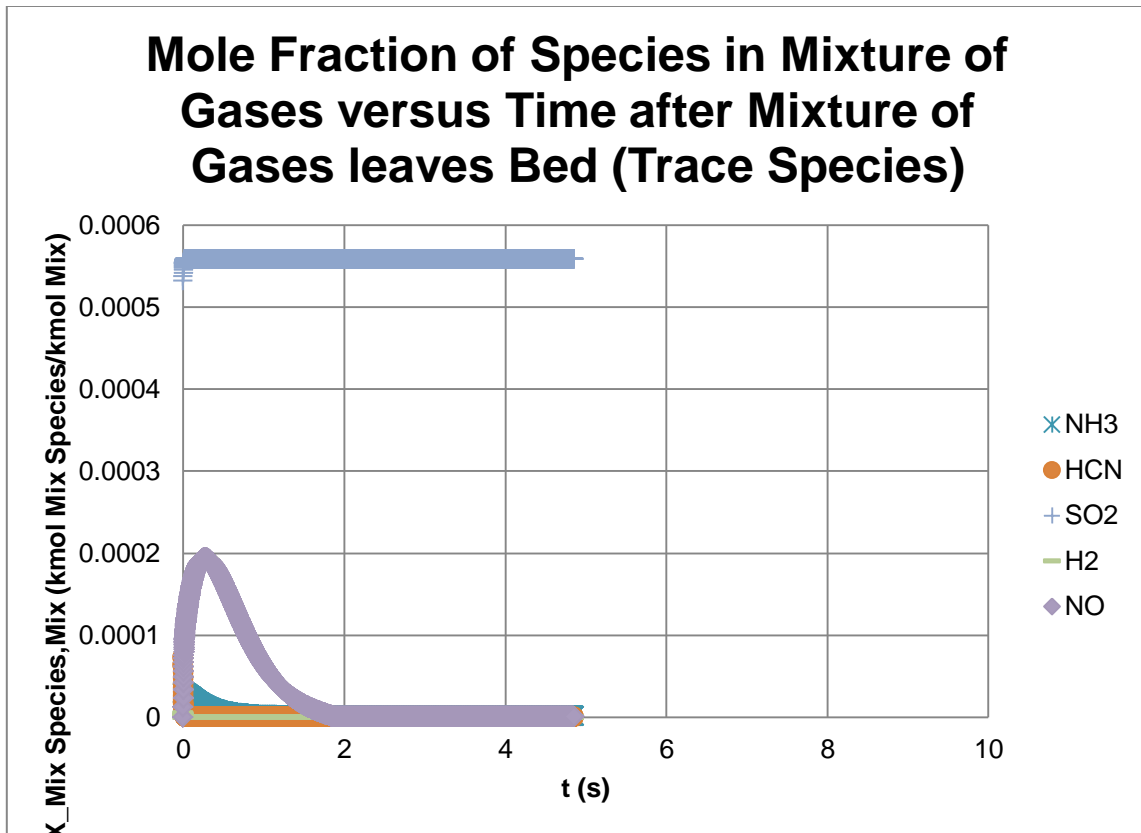 Mole Fraction of Species in Mixture of
Gases versus Time after Mixture of
Gases leaves Bed (Trace Species)
X_Mix Species,Mix (kmol Mix Species/kmol Mix)
0.0006
0.0005
0.0004
0.0003
0.0002
0.0001
0
0 2 4 6 8 10
t (s)
NH3
HCN
SO2
H2
NO